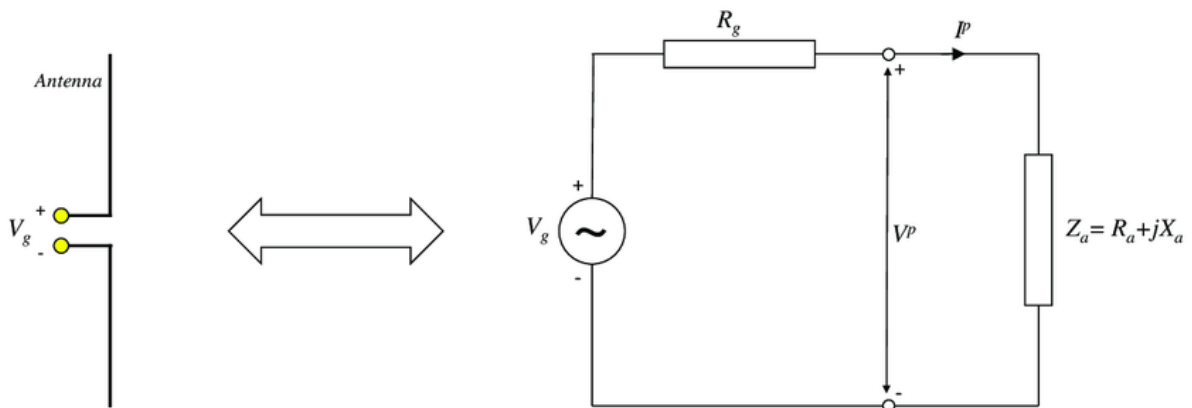 Antenna
+
V_g
-
R_g
I^p
+
+
V_g
~
-
V^p
Z_a= R_a+jX_a
-